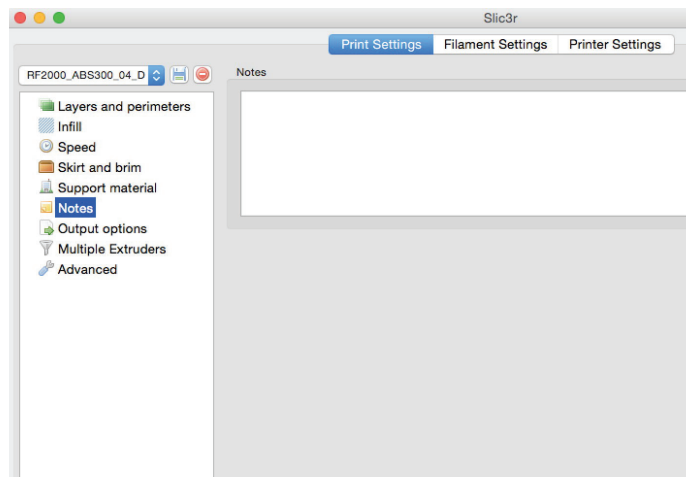 Slic3r
Print Settings Filament Settings Printer Settings
RF2000_ABS300_04_D
Notes
Layers and perimeters
Infill
Speed
Skirt and brim
Support material
Notes
Output options
Multiple Extruders
Advanced